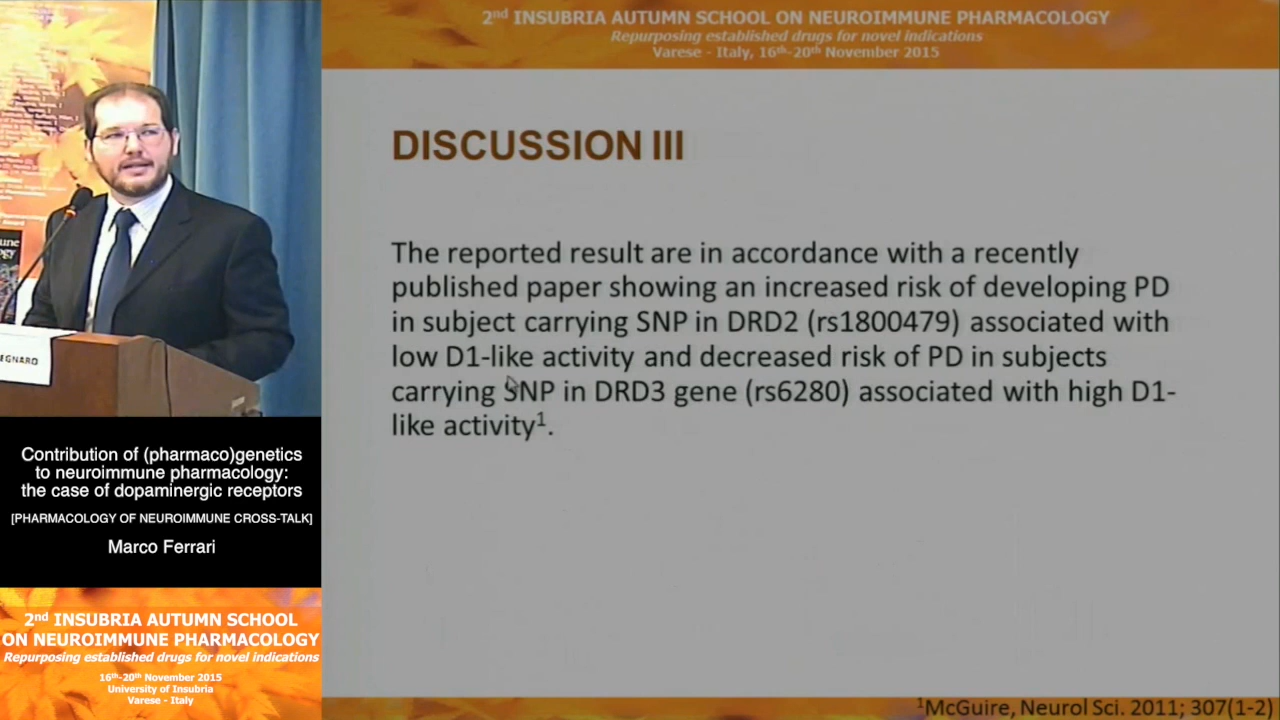 2nd INSUBRIA AUTUMN SCHOOL ON NEUROIMMUNE PHARMACOLOGY
Repurposing established drugs for novel indications
Varese - Italy, 16th-20th November 2015
DISCUSSION III
The reported result are in accordance with a recently
published paper showing an increased risk of developing PD
in subject carrying SNP in DRD2 (rs1800479) associated with
low D1-like activity and decreased risk of PD in subjects
carrying SNP in DRD3 gene (rs6280) associated with high D1-
like activity1.
1McGuire, Neurol Sci. 2011; 307(1-2)
EGNARD
Contribution of (pharmaco)genetics
to neuroimmune pharmacology:
the case of dopaminergic receptors
[PHARMACOLOGY OF NEUROIMMUNE CROSS-TALK]
Marco Ferrari
2nd INSUBRIA AUTUMN SCHOOL
ON NEUROIMMUNE PHARMACOLOGY
Repurposing established drugs for novel indications
16th-20th November 2015
University of Insubria
Varese - Italy